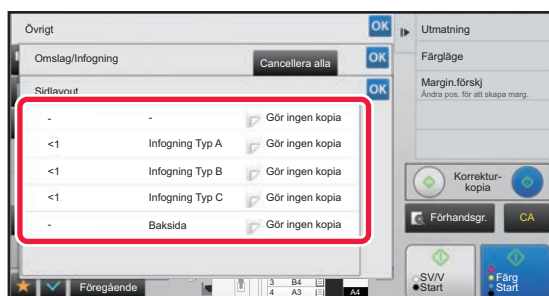 Övrigt
OK
Omslag/Infogning
Cancellera alla
OK
Sidlayout
OK
- - Gör ingen kopia
<1 Infogning Typ A Gör ingen kopia
<1 Infogning Typ B Gör ingen kopia
<1 Infogning Typ C Gör ingen kopia
- Baksida Gör ingen kopia
Föregående
3 B4
4 A3
A4
Utmatning
Färgläge
Margin.förskj
Ändra pos. för att skapa marg.
Korrektur-
kopia
Förhandsgr.
CA
SV/V
Start
Färg
Start